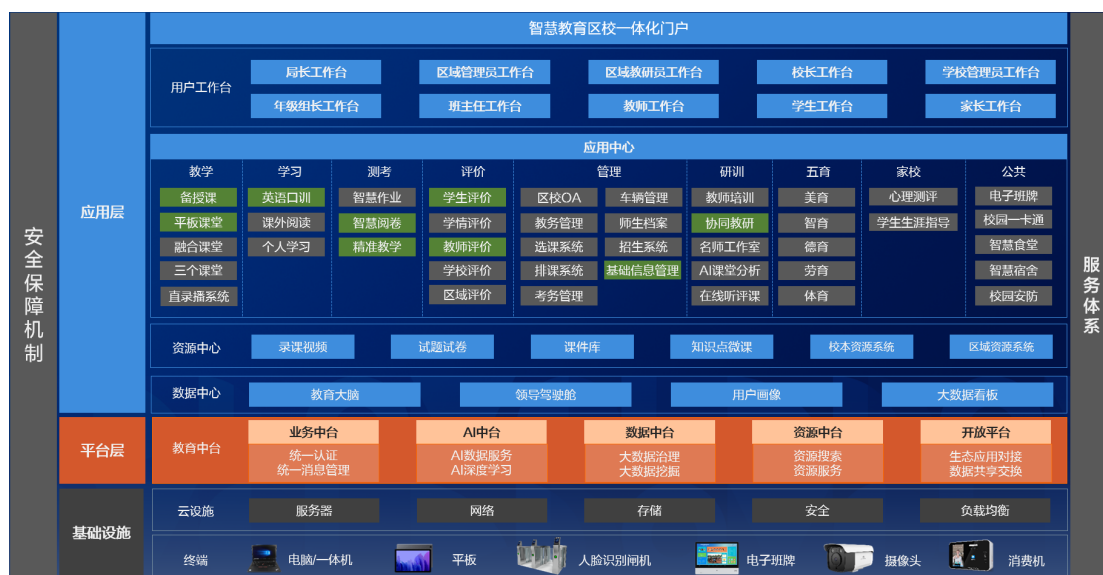 智慧教育区校一体化门户
安全保障机制
服务体系
应用层
用户工作台
局长工作台
区域管理员工作台
区域教研员工作台
校长工作台
学校管理员工作台
年级组长工作台
班主任工作台
教师工作台
学生工作台
家长工作台
应用中心
教学
学习
测考
评价
管理
研训
五育
家校
公共
备授课
英语口训
智慧作业
学生评价
区校OA
车辆管理
教师培训
美育
心理测评
电子班牌
平板课堂
课外阅读
智慧阅卷
学情评价
教务管理
师生档案
协同教研
智育
学生生涯指导
校园一卡通
融合课堂
个人学习
精准教学
教师评价
选课系统
招生系统
名师工作室
德育
智慧食堂
三个课堂
学校评价
排课系统
基础信息管理
AI课堂分析
劳育
智慧宿舍
直录播系统
区域评价
考务管理
在线听评课
体育
校园安防
资源中心
录课视频
试题试卷
课件库
知识点微课
校本资源系统
区域资源系统
数据中心
教育大脑
领导驾驶舱
用户画像
大数据看板
平台层
教育中台
业务中台
AI中台
数据中台
资源中台
开放平台
统一认证
统一消息管理
AI数据服务
AI深度学习
大数据治理
大数据挖掘
资源搜索
资源服务
生态应用对接
数据共享交换
基础设施
云设施
服务器
网络
存储
安全
负载均衡
终端
电脑/一体机
平板
人脸识别闸机
电子班牌
摄像头
消费机